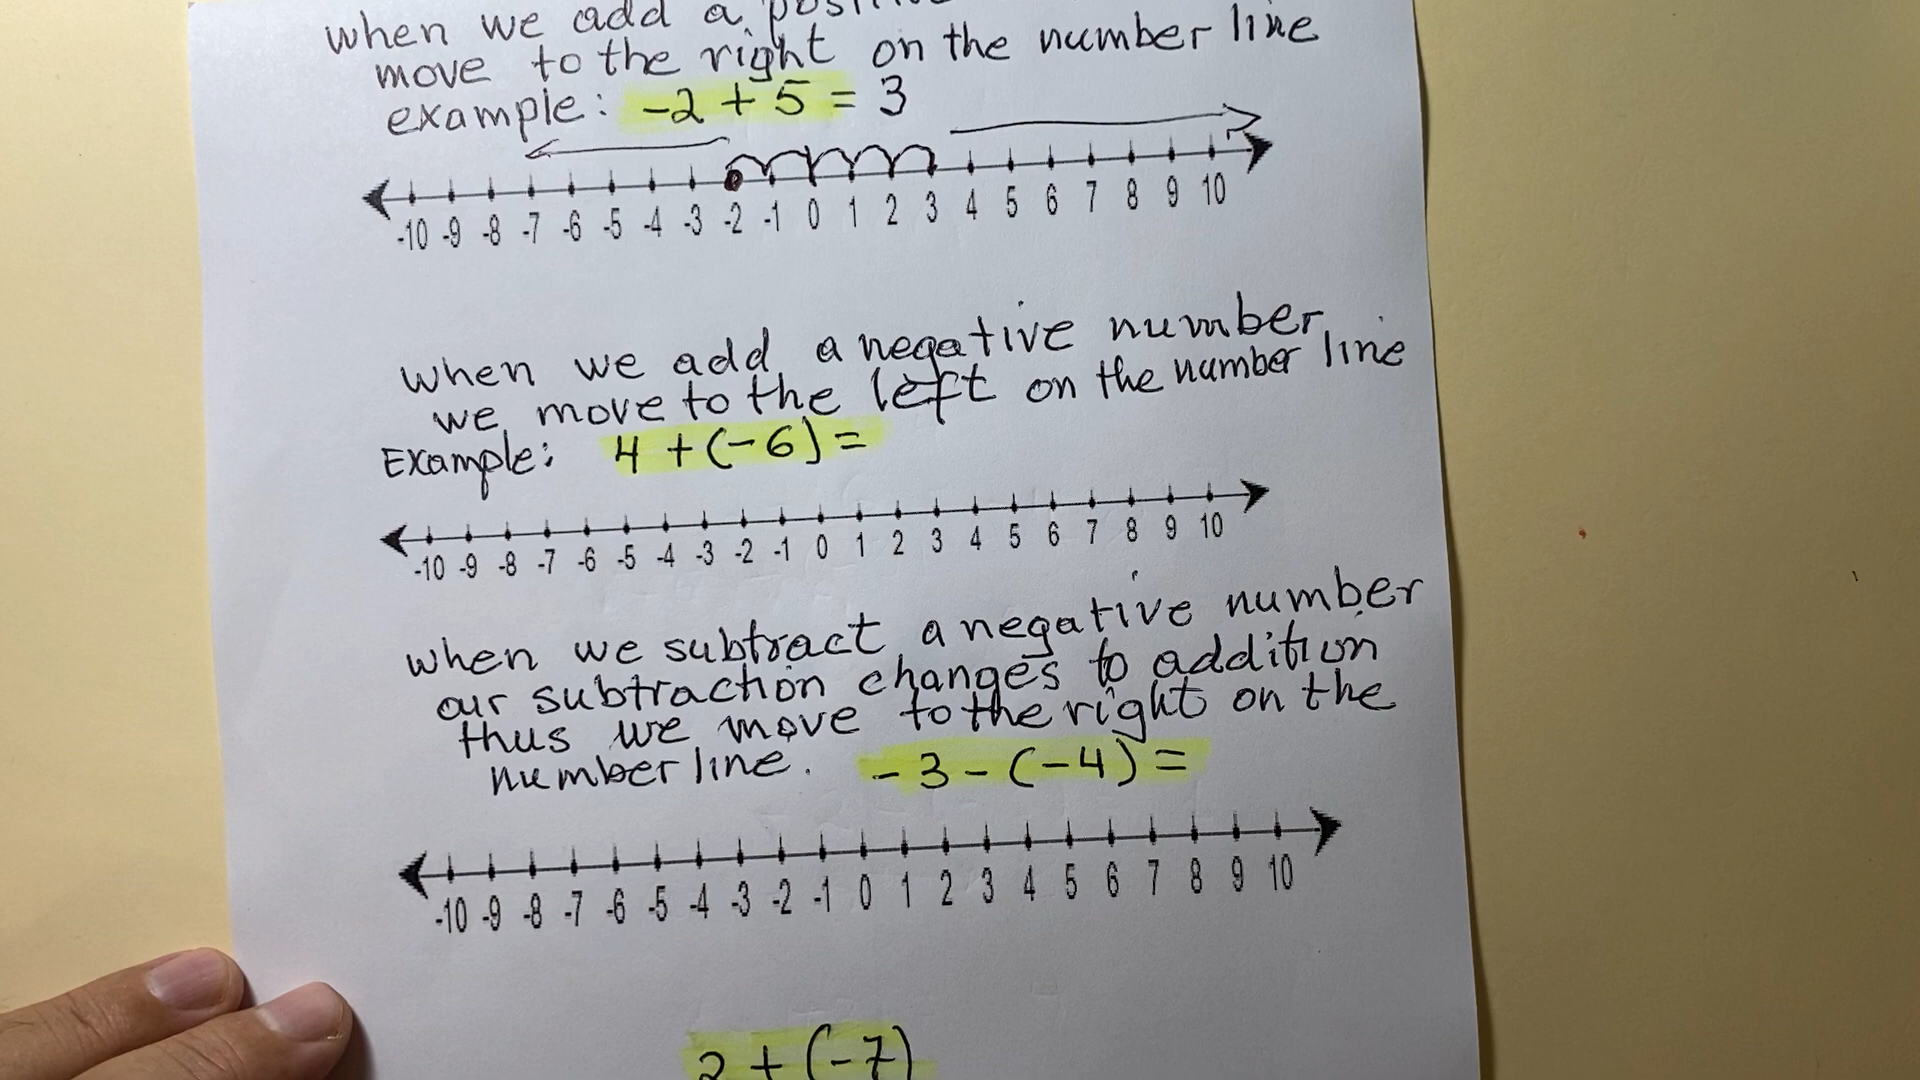 when we add a
move to the right on the number line
example: -2 + 5 = 3
-10 -9 -8 -7 -6 -5 -4 -3 -2 -1 0 1 2 3 4 5 6 7 8 9 10
when we add a negative number
we move to the left on the number line
Example: 4 + (-6) =
-10 -9 -8 -7 -6 -5 -4 -3 -2 -1 0 1 2 3 4 5 6 7 8 9 10
when we subtract a negative number
our subtraction changes to addition
thus we move to the right on the
number line. -3 - (-4) =
-10 -9 -8 -7 -6 -5 -4 -3 -2 -1 0 1 2 3 4 5 6 7 8 9 10
2 + (-7)